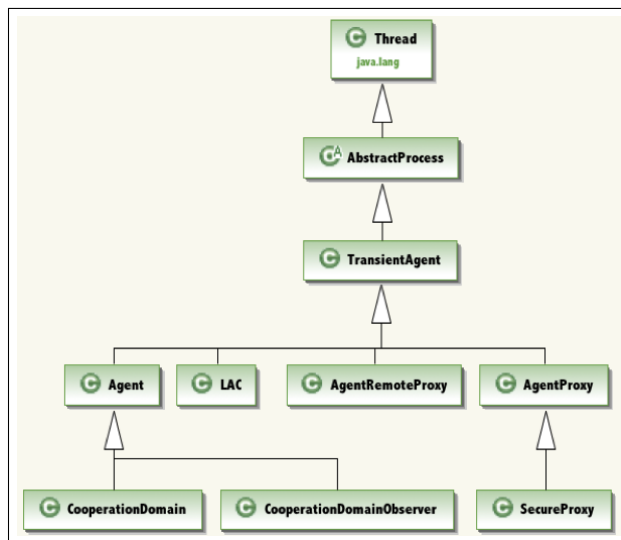 C Thread
java.lang
C A AbstractProcess
C TransientAgent
C Agent
C LAC
C AgentRemoteProxy
C AgentProxy
C CooperationDomain
C CooperationDomainObserver
C SecureProxy